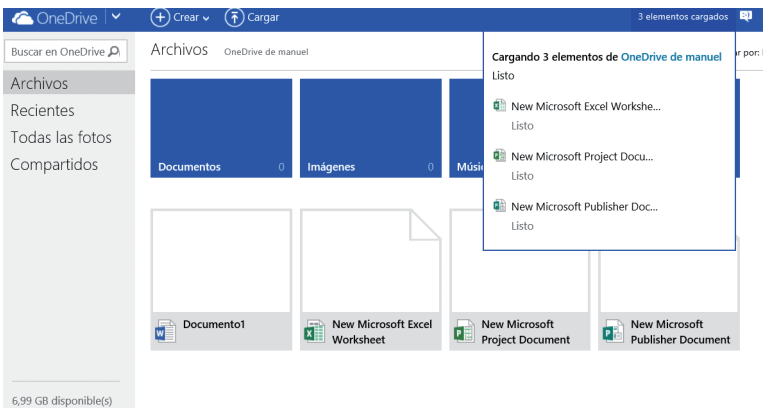 OneDrive
Crear
Cargar
3 elementos cargados
Buscar en OneDrive
Archivos
OneDrive de manuel
ar por:
Archivos
Recientes
Todas las fotos
Compartidos
Cargando 3 elementos de OneDrive de manuel
Listo
New Microsoft Excel Workshe...
Listo
New Microsoft Project Docu...
Listo
New Microsoft Publisher Doc...
Listo
Documentos 0
Imágenes 0
Músic
Documento1
New Microsoft Excel
Worksheet
New Microsoft
Project Document
New Microsoft
Publisher Document
6,99 GB disponible(s)